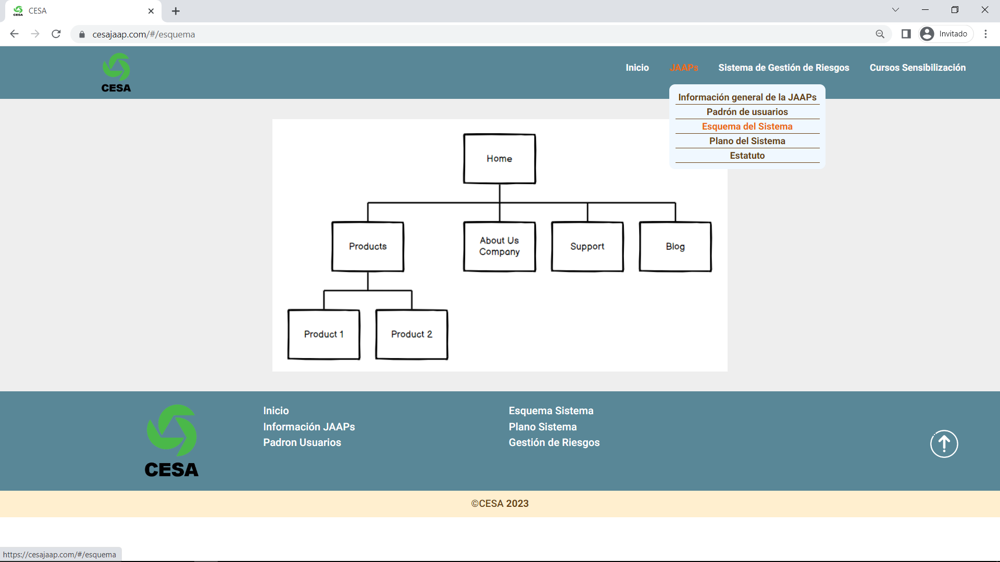 CESA
cesajaap.com/#/esquema
Invitado
CESA
Inicio
JAAPs
Sistema de Gestión de Riesgos
Cursos Sensibilización
Información general de la JAAPs
Padrón de usuarios
Esquema del Sistema
Plano del Sistema
Estatuto
Home
Products
About Us
Company
Support
Blog
Product 1
Product 2
CESA
Inicio
Información JAAPs
Padron Usuarios
Esquema Sistema
Plano Sistema
Gestión de Riesgos
©CESA 2023
https://cesajaap.com/#/esquema